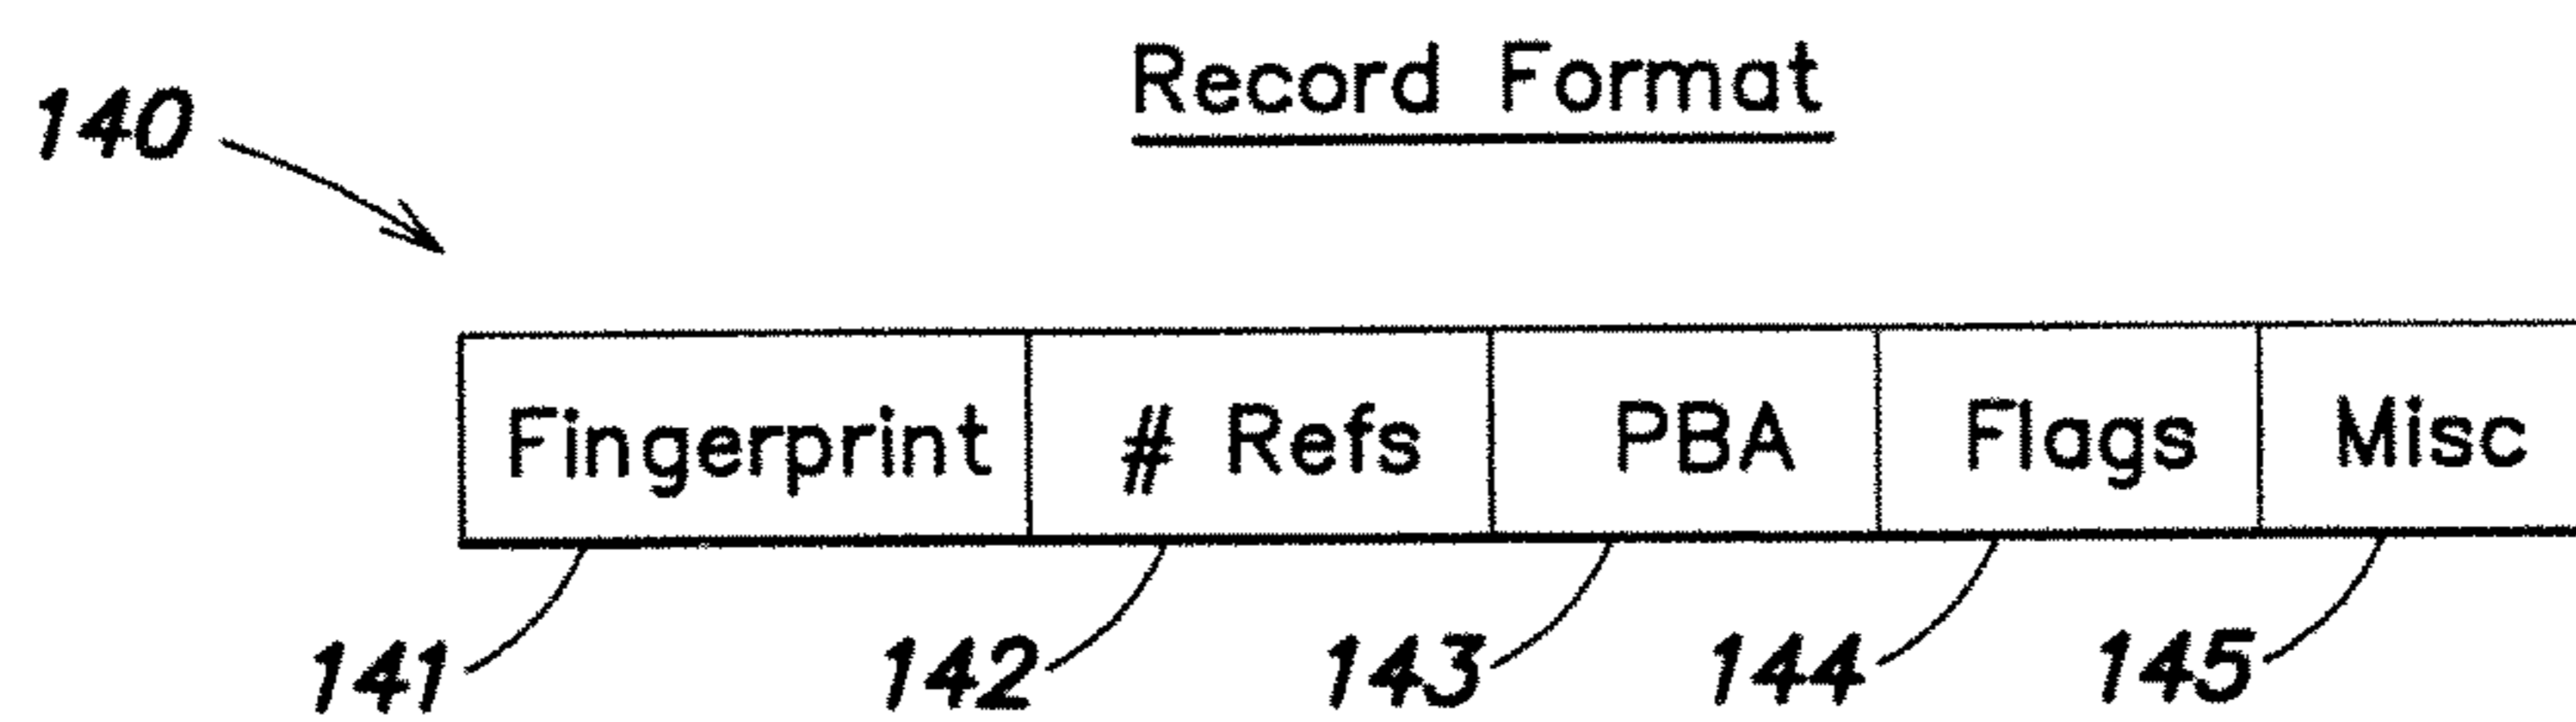 Record Format
140
Fingerprint # Refs PBA Flags Misc
141 142 143 144 145